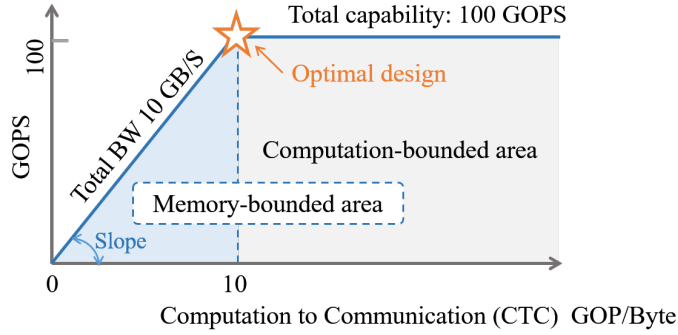 Total capability: 100 GOPS
100
Optimal design
Total BW 10 GB/S
GOPS
Computation-bounded area
Memory-bounded area
Slope
0
10
Computation to Communication (CTC) GOP/Byte